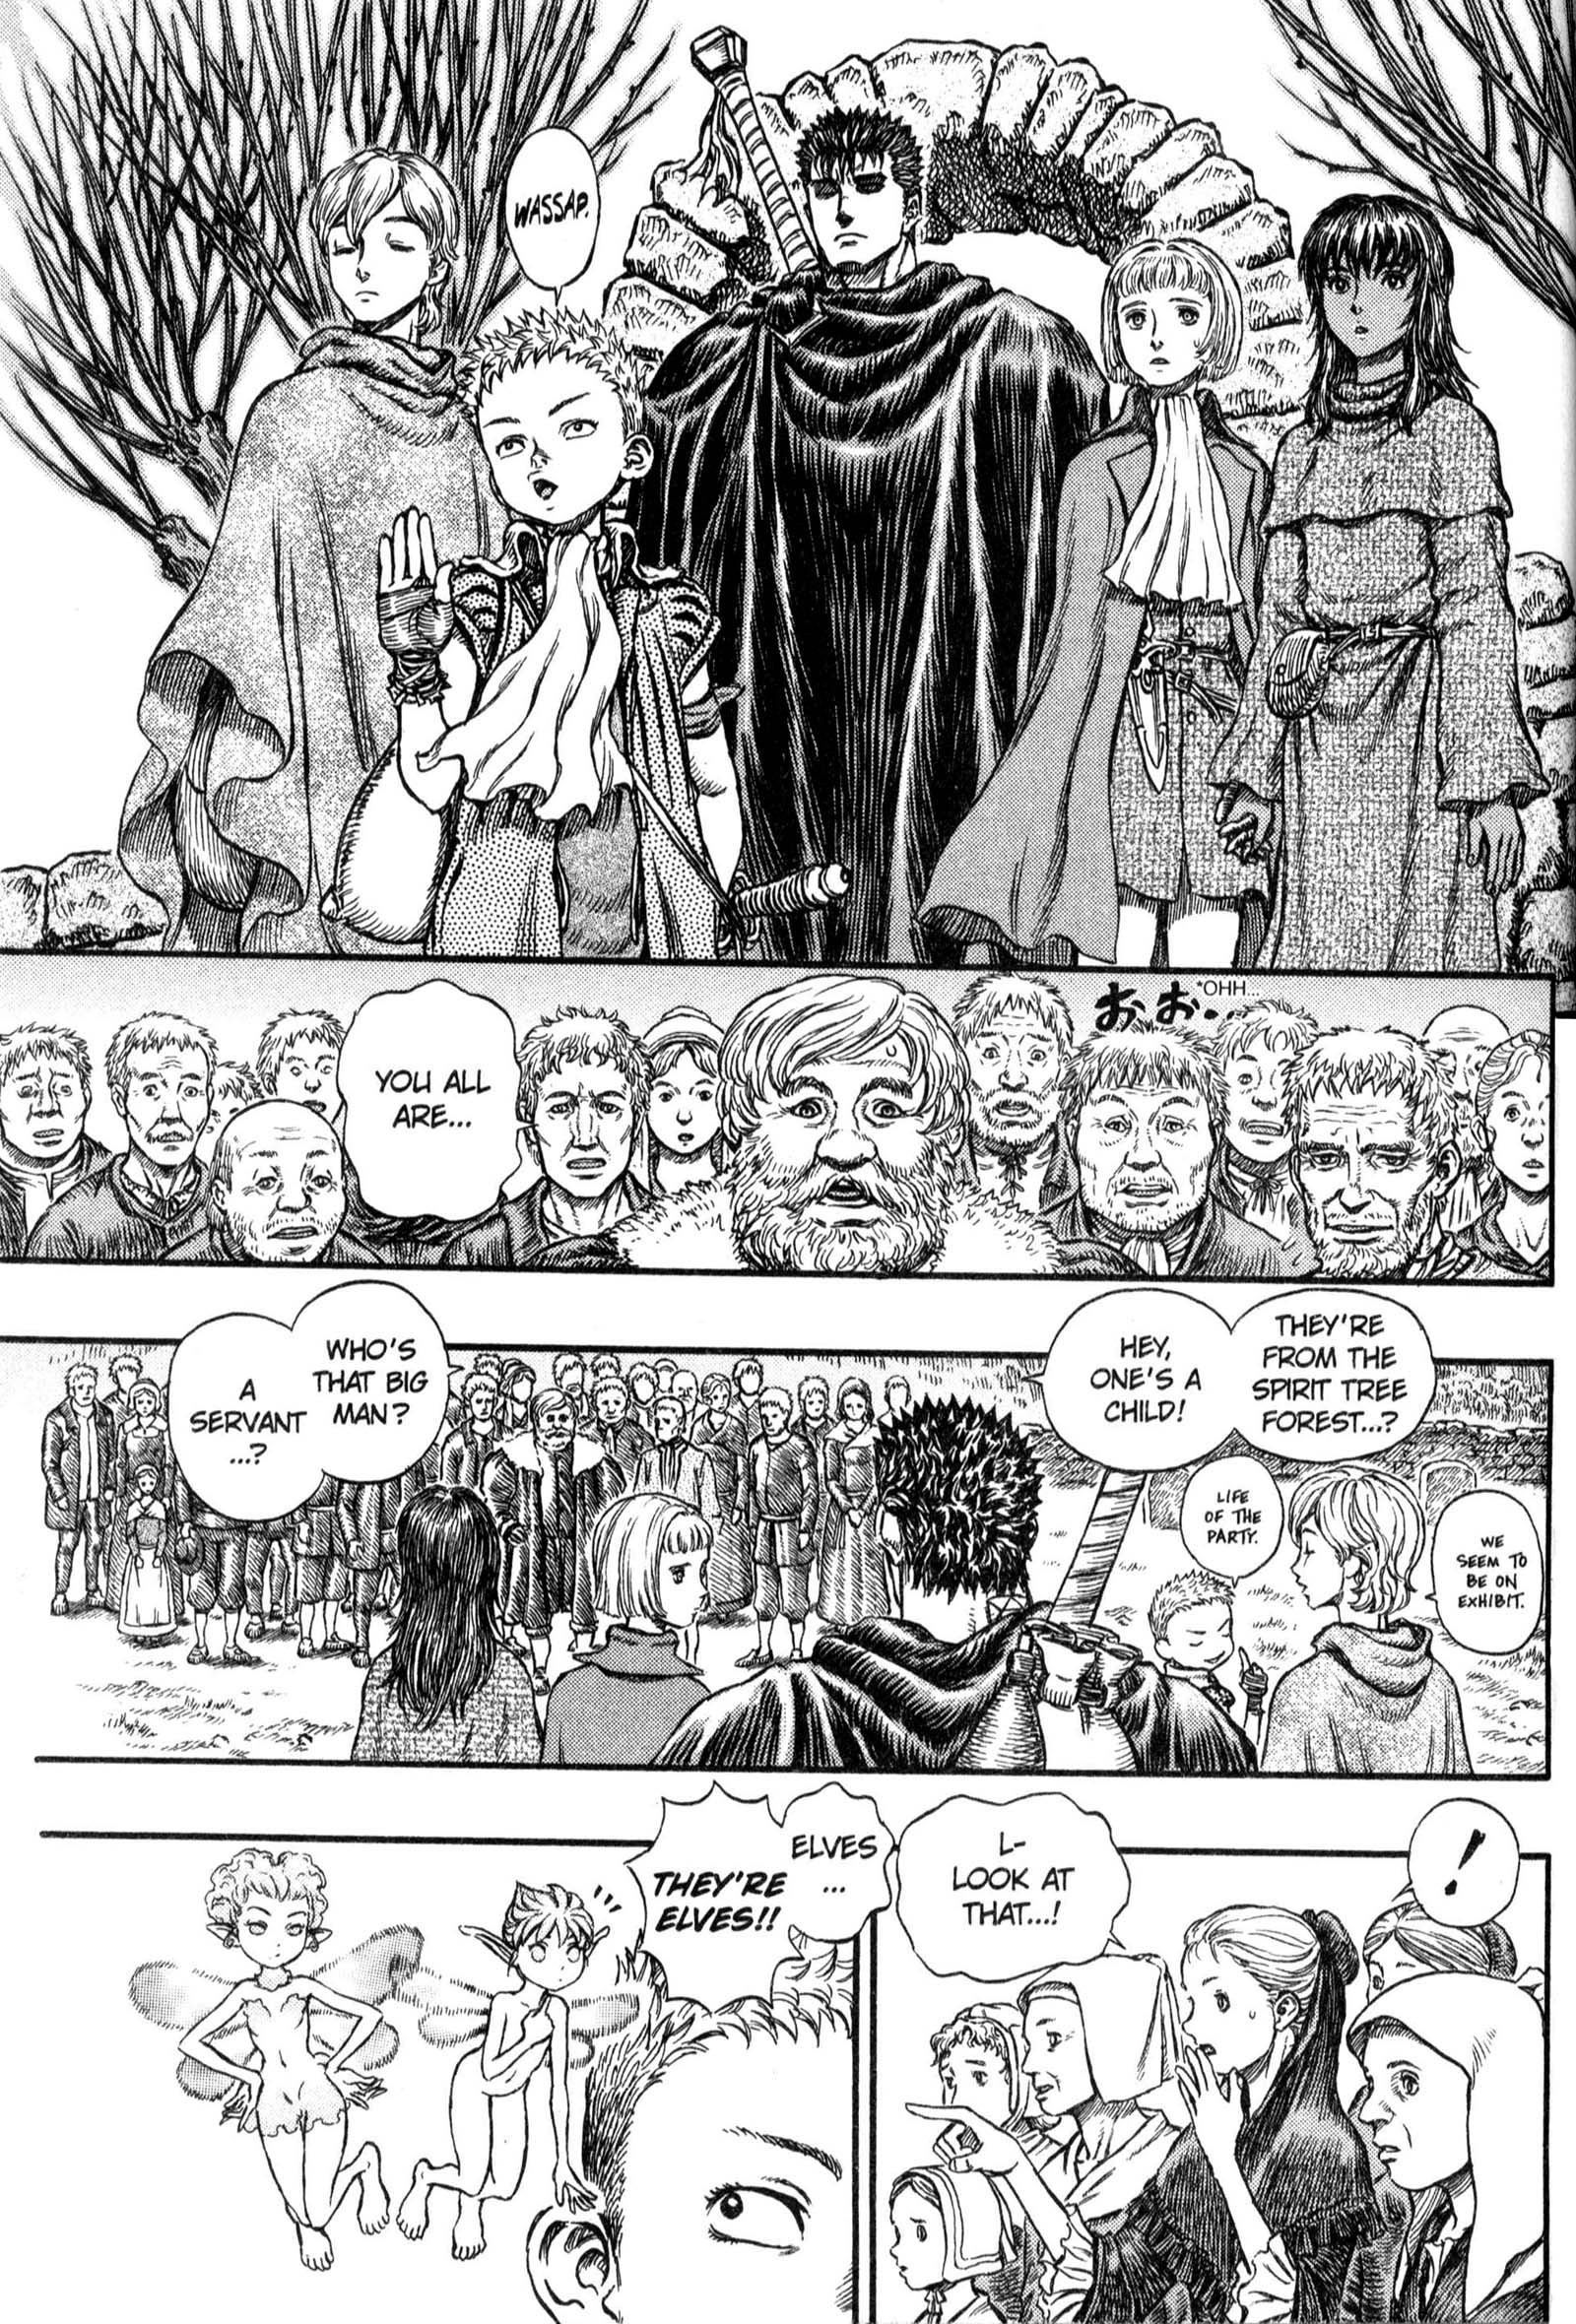 WASSAP.
おお...
*OHH...
YOU ALL
ARE...
THEY'RE
FROM THE
SPIRIT TREE
FOREST...?
HEY,
ONE'S A
CHILD!
WHO'S
THAT BIG
MAN?
A
SERVANT
...?
WE
SEEM TO
BE ON
EXHIBIT.
LIFE
OF THE
PARTY.
!
L-
LOOK AT
THAT...!
ELVES
...
THEY'RE
ELVES!!